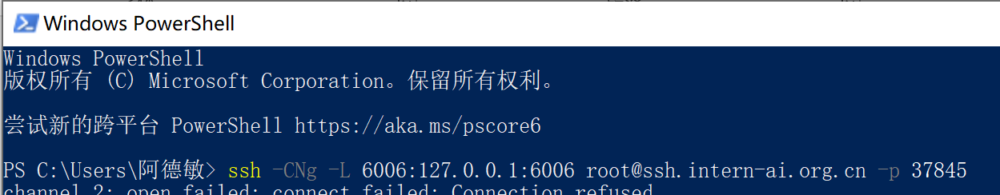 Windows PowerShell
Windows PowerShell
版权所有 (C) Microsoft Corporation。保留所有权利。
尝试新的跨平台 PowerShell https://aka.ms/pscore6
PS C:\Users\阿德敏> ssh -CNg -L 6006:127.0.0.1:6006 root@ssh.intern-ai.org.cn -p 37845
channel 2: open failed: connect failed: Connection refused